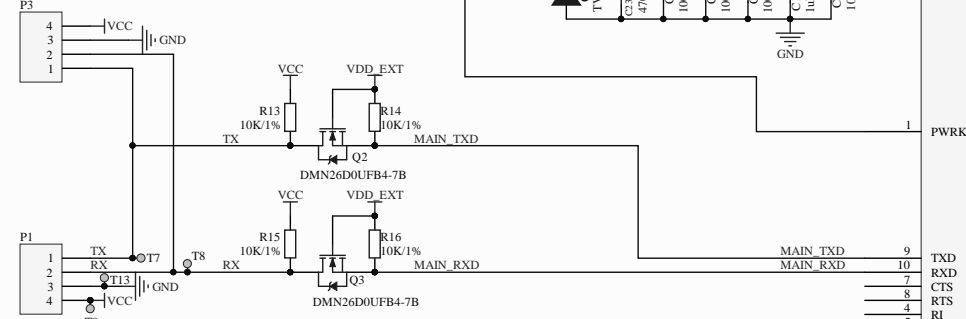 P3
4 VCC
3 GND
2
1
GND
1 PWRK
VCC VDD_EXT
R13 R14
10K/1% 10K/1%
TX MAIN_TXD
Q2
DMN26D0UFB4-7B
VCC VDD_EXT
P1
R15 R16
10K/1% 10K/1%
1 TX T7 MAIN_TXD 9 TXD
2 RX T8 RX MAIN_RXD MAIN_RXD 10 RXD
3 T13 GND Q3 7 CTS
4 VCC DMN26D0UFB4-7B 8 RTS
4 RI